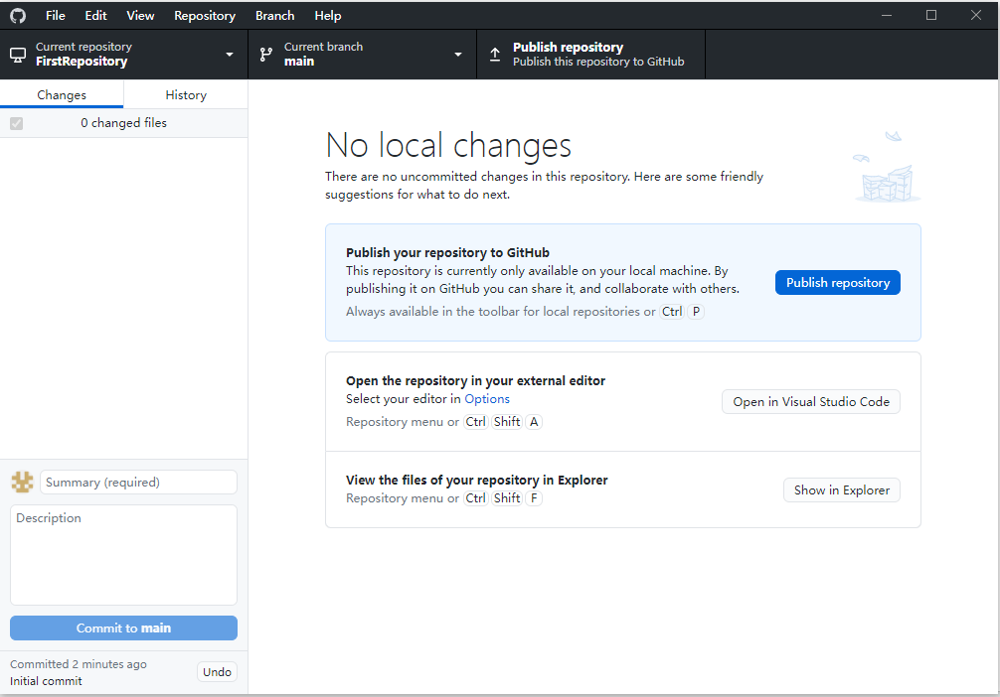 File Edit View Repository Branch Help
Current repository
FirstRepository
Current branch
main
Publish repository
Publish this repository to GitHub
Changes History
0 changed files
No local changes
There are no uncommitted changes in this repository. Here are some friendly
suggestions for what to do next.
Publish your repository to GitHub
This repository is currently only available on your local machine. By
publishing it on GitHub you can share it, and collaborate with others.
Always available in the toolbar for local repositories or Ctrl P
Publish repository
Open the repository in your external editor
Select your editor in Options
Repository menu or Ctrl Shift A
Open in Visual Studio Code
View the files of your repository in Explorer
Repository menu or Ctrl Shift F
Show in Explorer
Summary (required)
Description
Commit to main
Committed 2 minutes ago
Initial commit
Undo